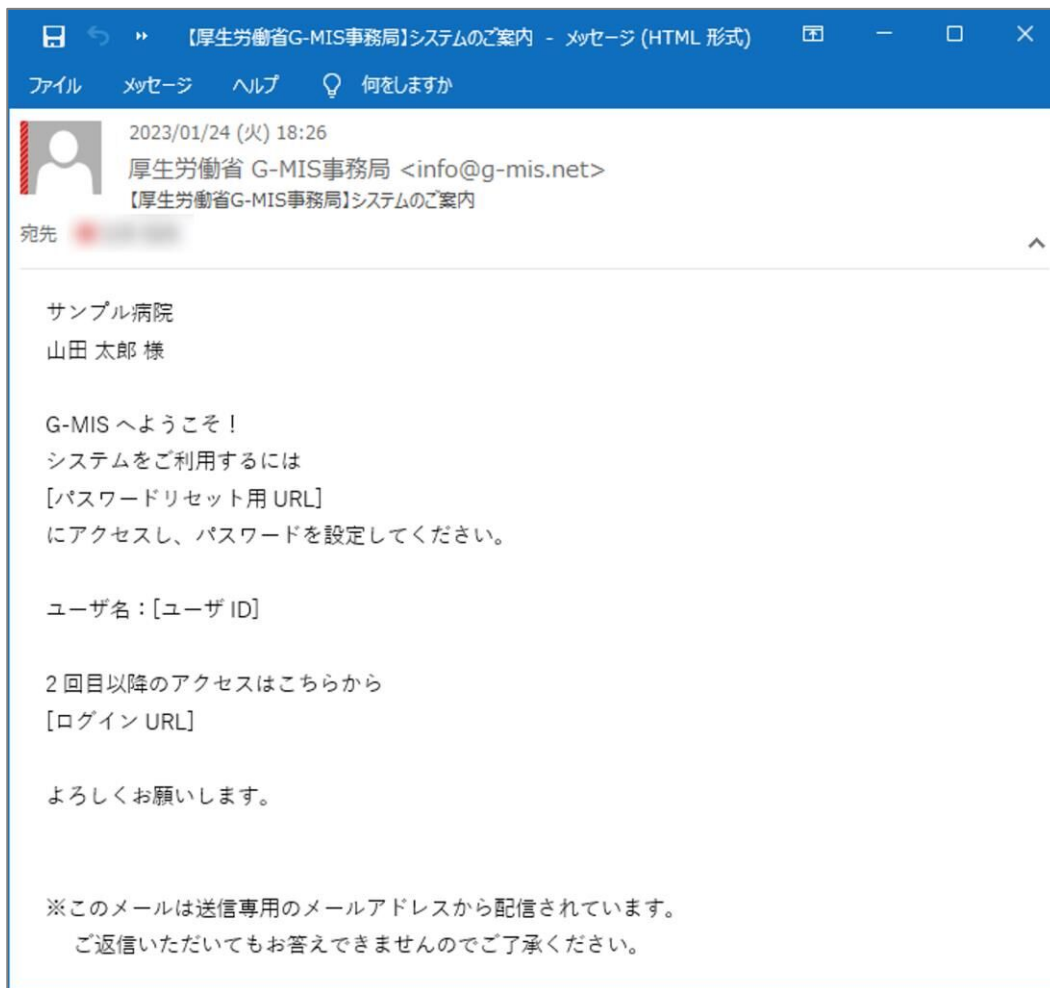 【厚生労働省G-MIS事務局】システムのご案内 - メッセージ (HTML 形式)
ファイル メッセージ ヘルプ 何をしますか
2023/01/24 (火) 18:26
厚生労働省 G-MIS事務局 <info@g-mis.net>
【厚生労働省G-MIS事務局】システムのご案内
宛先
サンプル病院
山田 太郎 様
G-MIS へようこそ！
システムをご利用するには
[パスワードリセット用 URL]
にアクセスし、パスワードを設定してください。
ユーザ名：[ユーザ ID]
2 回目以降のアクセスはこちらから
[ログイン URL]
よろしくお願いします。
※このメールは送信専用のメールアドレスから配信されています。
ご返信いただいてもお答えできませんのでご了承ください。